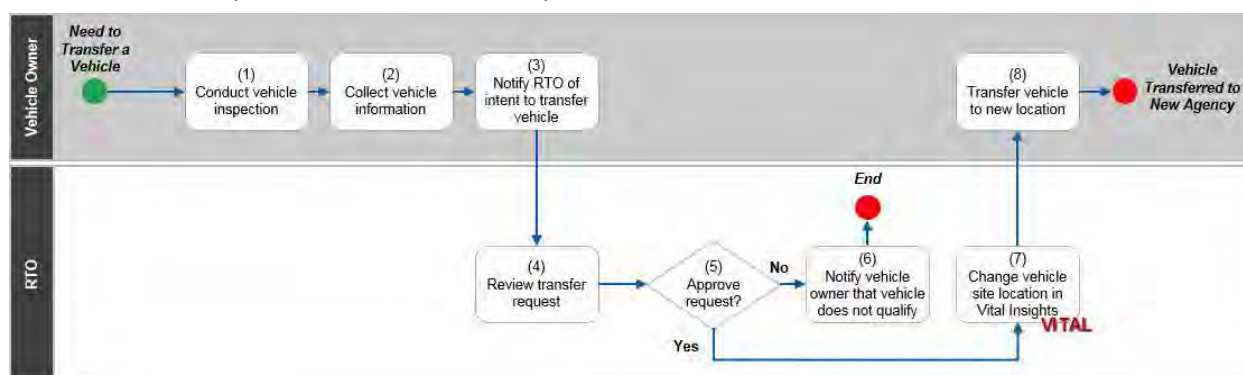 Vehicle Owner
Need to
Transfer a
Vehicle
(1)
Conduct vehicle
inspection
(2)
Collect vehicle
information
(3)
Notify RTO of
intent to transfer
vehicle
(8)
Transfer vehicle
to new location
Vehicle
Transferred to
New Agency
RTO
(4)
Review transfer
request
(5)
Approve
request?
No
Yes
End
(6)
Notify vehicle
owner that vehicle
does not qualify
(7)
Change vehicle
site location in
Vital Insights
VITAL